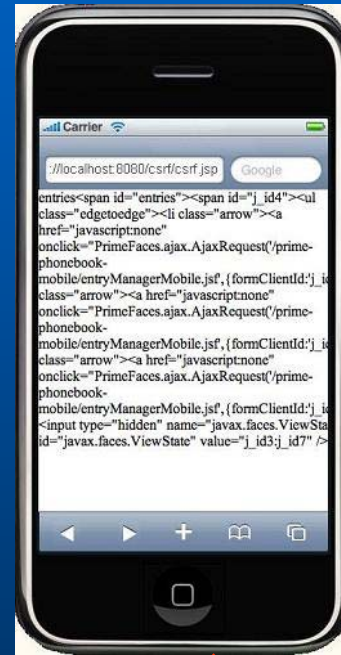 Carrier
://localhost:8080/csrf/csrf.jsp Google
entries<span id="entries"><span id="j_id4"><ul
class="edgetoedge"><li class="arrow"><a
href="javascript:none"
onclick="PrimeFaces.ajax.AjaxRequest('/prime-
phonebook-
mobile/entryManagerMobile.jsf',{formClientId:'j_id
class="arrow"><a href="javascript:none"
onclick="PrimeFaces.ajax.AjaxRequest('/prime-
phonebook-
mobile/entryManagerMobile.jsf',{formClientId:'j_id
class="arrow"><a href="javascript:none"
onclick="PrimeFaces.ajax.AjaxRequest('/prime-
phonebook-
mobile/entryManagerMobile.jsf',{formClientId:'j_id
<input type="hidden" name="javax.faces.ViewSta
id="javax.faces.ViewState" value="j_id3:j_id7" />